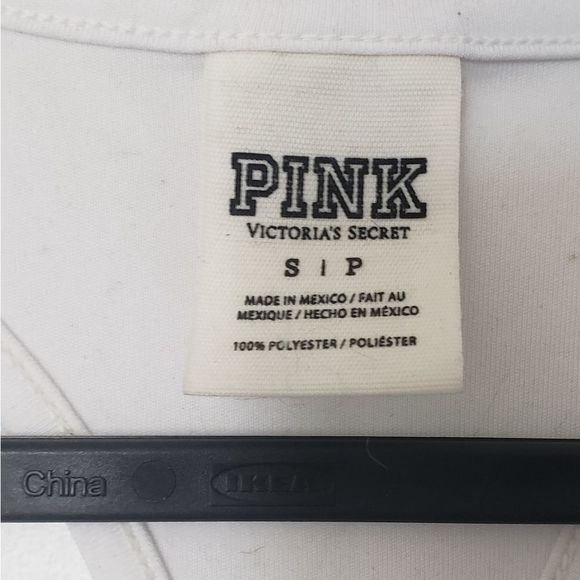 PINK
VICTORIA'S SECRET
S | P
MADE IN MEXICO / FAIT AU
MEXIQUE / HECHO EN MÉXICO
100% POLYESTER / POLIÉSTER
China IKEA